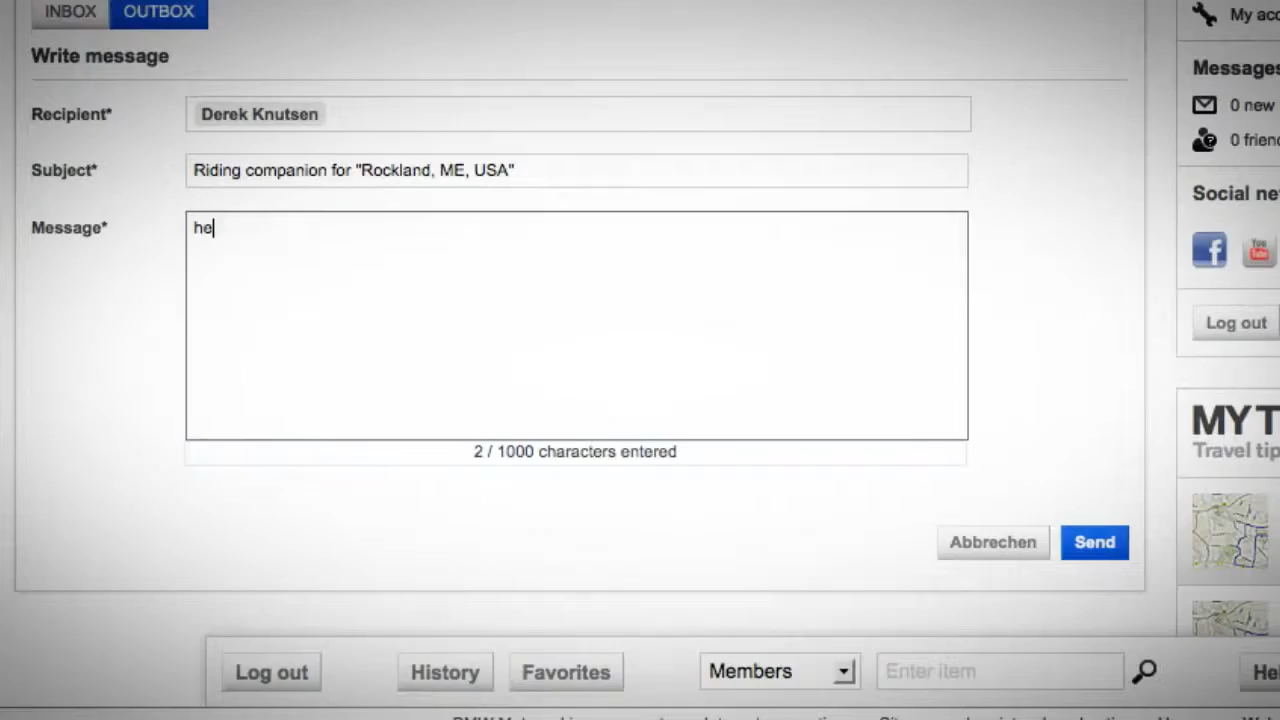 INBOX OUTBOX
My acc
Write message
Messages
Recipient* Derek Knutsen
0 new
0 frien
Subject* Riding companion for "Rockland, ME, USA"
Social ne
Message* he
You
Tube
Log out
MY T
Travel tip
2 / 1000 characters entered
Abbrechen Send
Log out History Favorites Members Enter item Hel